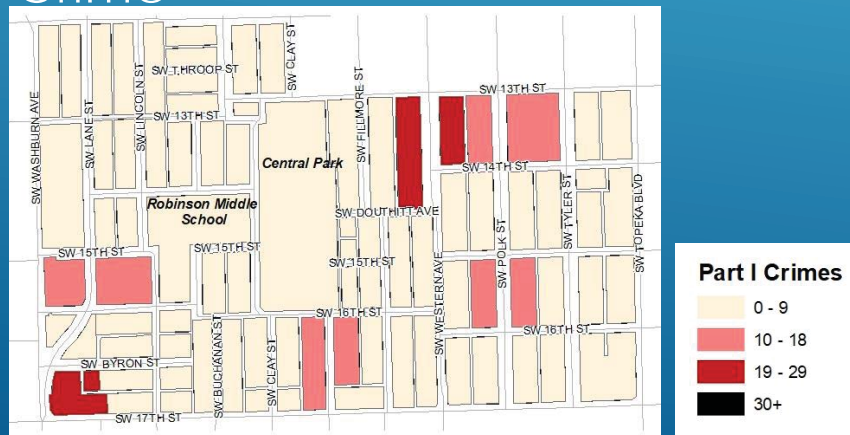 Crime
SW THROOP ST
SW CLAY ST
SW WASHBURN AVE
SW LANE ST
SW LINCOLN ST
SW 13TH ST
SW FILLMORE ST
SW 13TH ST
Central Park
SW 14TH ST
Robinson Middle
School
SW DOUTHITT AVE
SW POLK ST
SW TYLER ST
SW TOPEKA BLVD
SW 15TH ST
SW 15TH ST
SW 15TH ST
SW WESTERN AVE
SW 16TH ST
SW 16TH ST
SW BUCHANAN ST
SW CLAY ST
SW BYRON ST
SW 17TH ST
Part I Crimes
0 - 9
10 - 18
19 - 29
30+